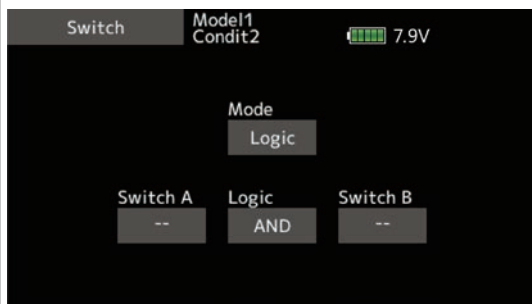 Switch
Model1
Condit2
7.9V
Mode
Logic
Switch A Logic Switch B
-- AND --